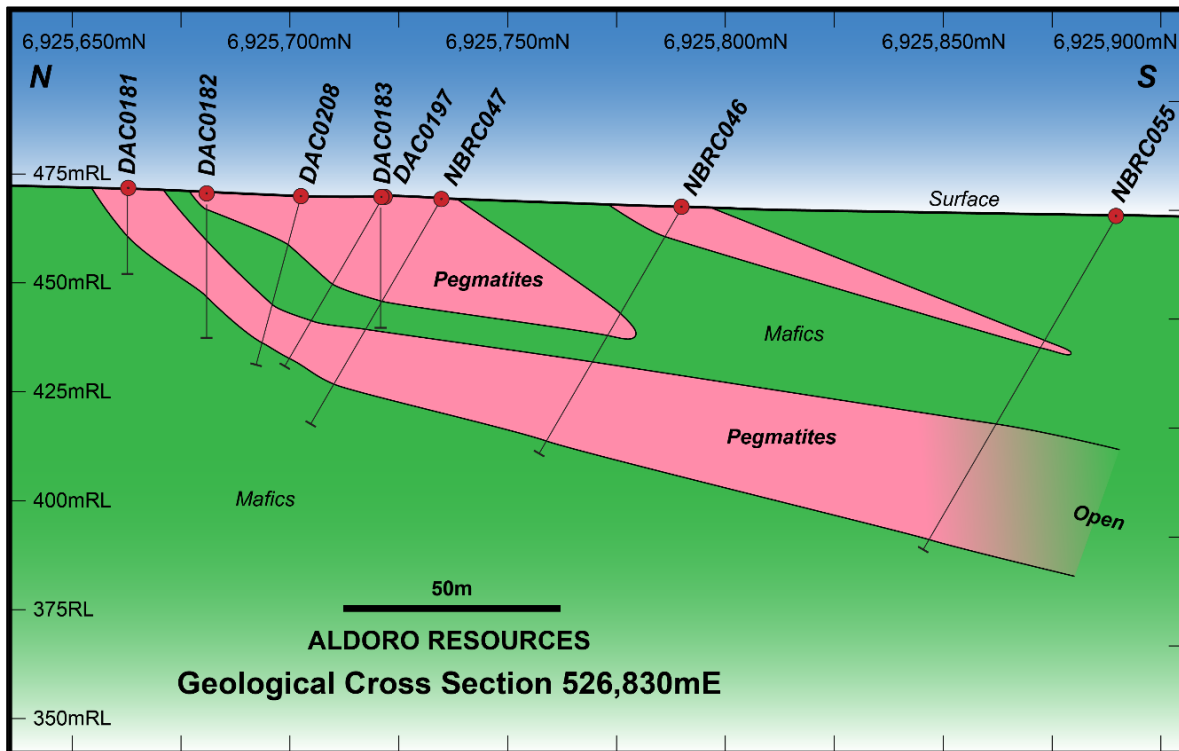 6,925,650mN 6,925,700mN 6,925,750mN 6,925,800mN 6,925,850mN 6,925,900mN
N S
DAC0181
DAC0182
DAC0208
DAC0183
DAC0197
NBRC047
NBRC046
NBRC055
475mRL
Surface
450mRL
Pegmatites
Mafics
425mRL
Pegmatites
400mRL
Mafics
Open
50m
375RL
ALDORO RESOURCES
Geological Cross Section 526,830mE
350mRL